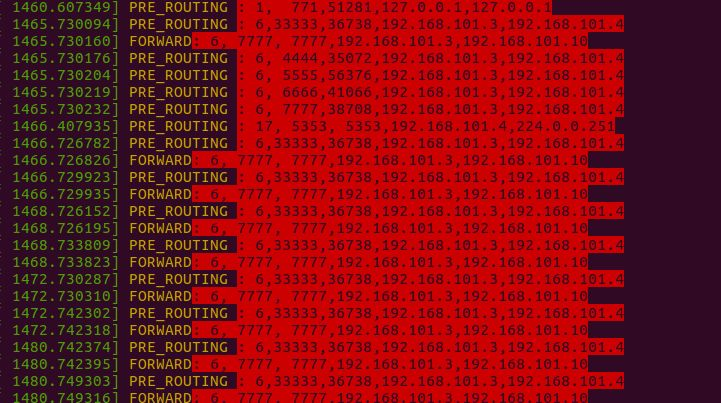 1460.607349] PRE_ROUTING : 1,  771,51281,127.0.0.1,127.0.0.1
1465.730094] PRE_ROUTING : 6,33333,36738,192.168.101.3,192.168.101.4
1465.730160] FORWARD: 6, 7777, 7777,192.168.101.3,192.168.101.10
1465.730176] PRE_ROUTING : 6, 4444,35072,192.168.101.3,192.168.101.4
1465.730204] PRE_ROUTING : 6, 5555,56376,192.168.101.3,192.168.101.4
1465.730219] PRE_ROUTING : 6, 6666,41066,192.168.101.3,192.168.101.4
1465.730232] PRE_ROUTING : 6, 7777,38708,192.168.101.3,192.168.101.4
1466.407935] PRE_ROUTING : 17, 5353, 5353,192.168.101.4,224.0.0.251
1466.726782] PRE_ROUTING : 6,33333,36738,192.168.101.3,192.168.101.4
1466.726826] FORWARD: 6, 7777, 7777,192.168.101.3,192.168.101.10
1466.729923] PRE_ROUTING : 6,33333,36738,192.168.101.3,192.168.101.4
1466.729935] FORWARD: 6, 7777, 7777,192.168.101.3,192.168.101.10
1468.726152] PRE_ROUTING : 6,33333,36738,192.168.101.3,192.168.101.4
1468.726195] FORWARD: 6, 7777, 7777,192.168.101.3,192.168.101.10
1468.733809] PRE_ROUTING : 6,33333,36738,192.168.101.3,192.168.101.4
1468.733823] FORWARD: 6, 7777, 7777,192.168.101.3,192.168.101.10
1472.730287] PRE_ROUTING : 6,33333,36738,192.168.101.3,192.168.101.4
1472.730310] FORWARD: 6, 7777, 7777,192.168.101.3,192.168.101.10
1472.742302] PRE_ROUTING : 6,33333,36738,192.168.101.3,192.168.101.4
1472.742318] FORWARD: 6, 7777, 7777,192.168.101.3,192.168.101.10
1480.742374] PRE_ROUTING : 6,33333,36738,192.168.101.3,192.168.101.4
1480.742395] FORWARD: 6, 7777, 7777,192.168.101.3,192.168.101.10
1480.749303] PRE_ROUTING : 6,33333,36738,192.168.101.3,192.168.101.4
1480.749316] FORWARD: 6, 7777, 7777,192.168.101.3,192.168.101.10